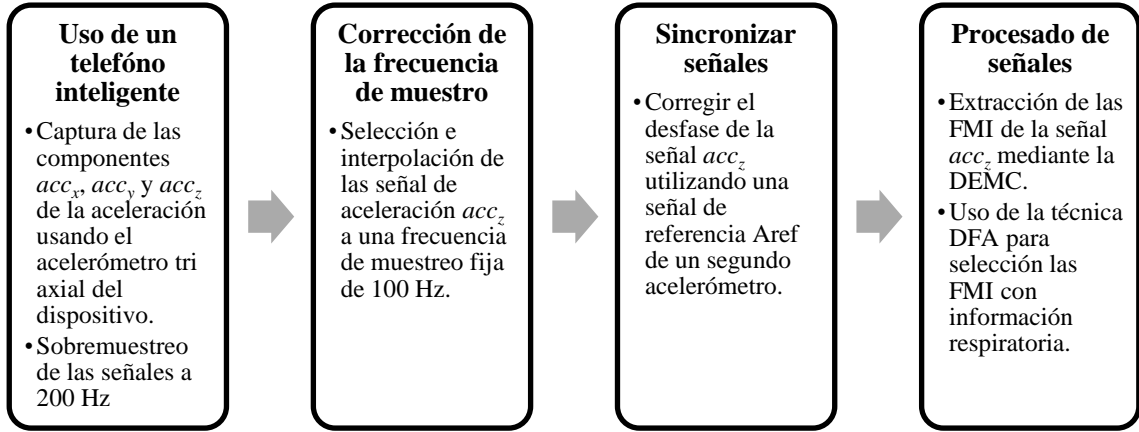 Uso de un
telefóno
inteligente
•Captura de las
componentes
accx, accy y accz
de la aceleración
usando el
acelerómetro tri
axial del
dispositivo.
•Sobremuestreo
de las señales a
200 Hz
Corrección de
la frecuencia
de muestro
•Selección e
interpolación de
las señal de
aceleración accz
a una frecuencia
de muestreo fija
de 100 Hz.
Sincronizar
señales
•Corregir el
desfase de la
señal accz
utilizando una
señal de
referencia Aref
de un segundo
acelerómetro.
Procesado de
señales
•Extracción de las
FMI de la señal
accz mediante la
DEMC.
•Uso de la técnica
DFA para
selección las
FMI con
información
respiratoria.